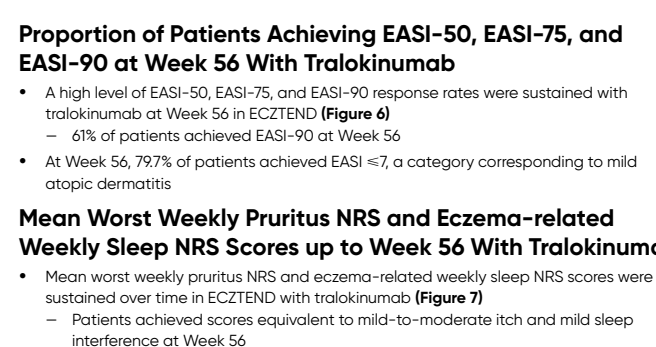 Proportion of Patients Achieving EASI-50, EASI-75, and
EASI-90 at Week 56 With Tralokinumab
• A high level of EASI-50, EASI-75, and EASI-90 response rates were sustained with
tralokinumab at Week 56 in ECZTEND (Figure 6)
– 61% of patients achieved EASI-90 at Week 56
• At Week 56, 79.7% of patients achieved EASI ≤7, a category corresponding to mild
atopic dermatitis
Mean Worst Weekly Pruritus NRS and Eczema-related
Weekly Sleep NRS Scores up to Week 56 With Tralokinuma
• Mean worst weekly pruritus NRS and eczema-related weekly sleep NRS scores were
sustained over time in ECZTEND with tralokinumab (Figure 7)
– Patients achieved scores equivalent to mild-to-moderate itch and mild sleep
interference at Week 56